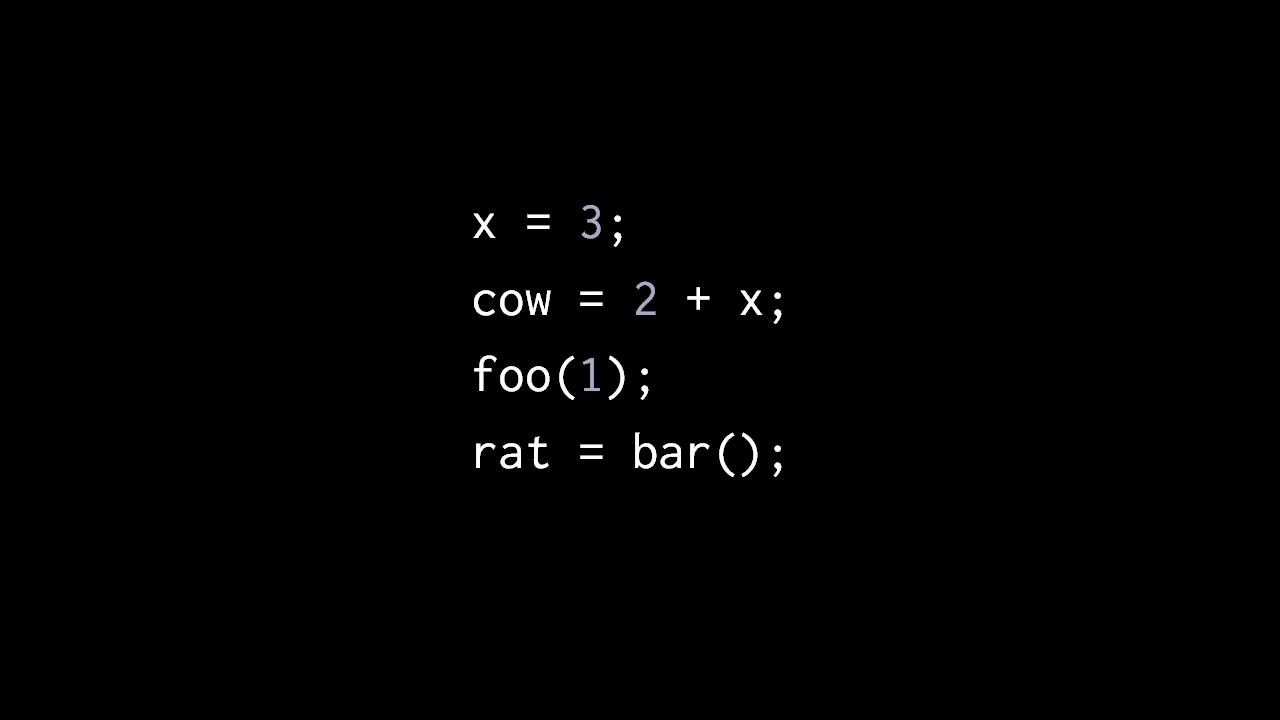 x = 3;
cow = 2 + x;
foo(1);
rat = bar();